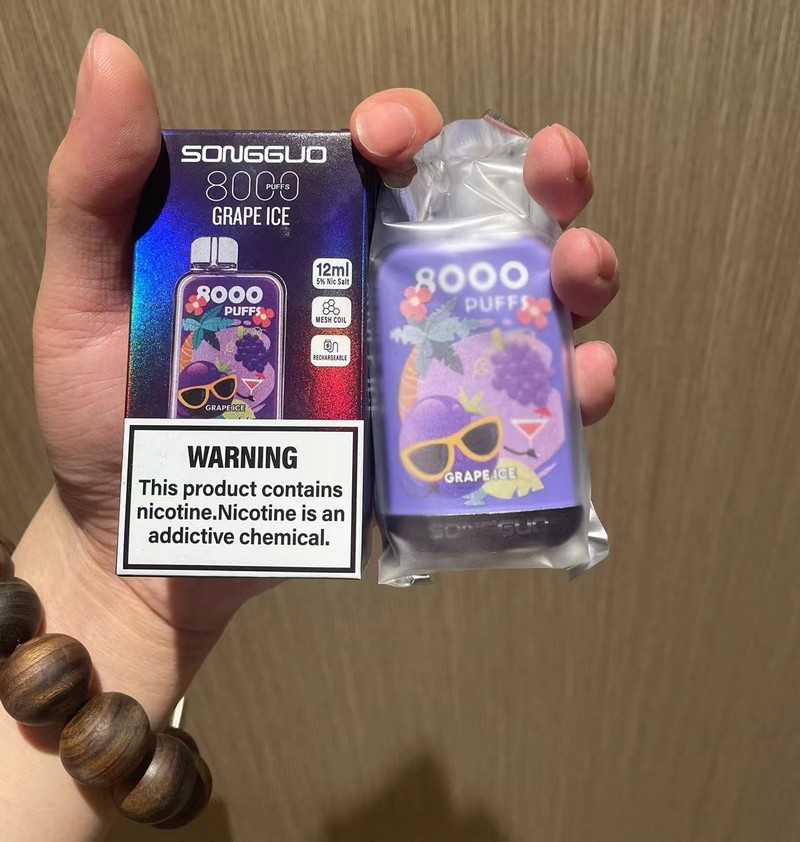 SONGGUO
8000 PUFFS
GRAPE ICE
12ml
5% Nic Salt
MESH COIL
RECHARGEABLE
8000
PUFFS
GRAPE ICE
WARNING
This product contains
nicotine.Nicotine is an
addictive chemical.
8000
PUFFS
GRAPE ICE
SONGGUO